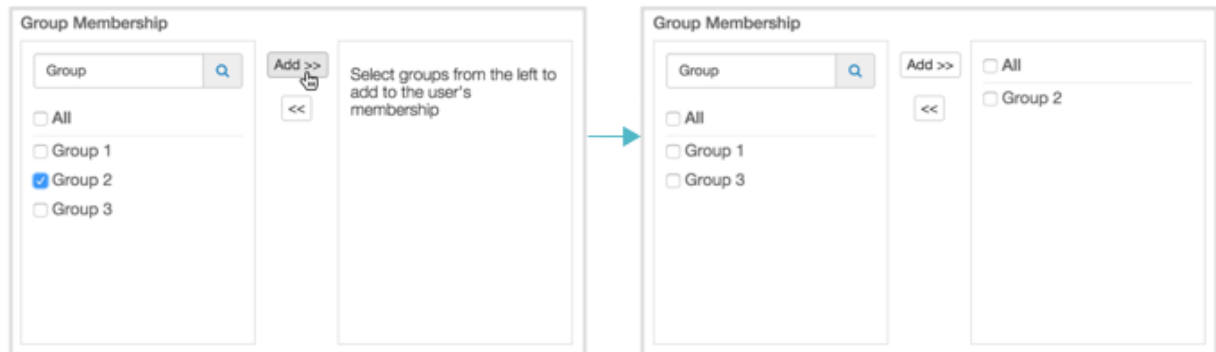 Group Membership
Group
Add >>
<<
All
Group 1
Group 2
Group 3
Select groups from the left to
add to the user's
membership
Group Membership
Group
Add >>
<<
All
Group 1
Group 3
All
Group 2